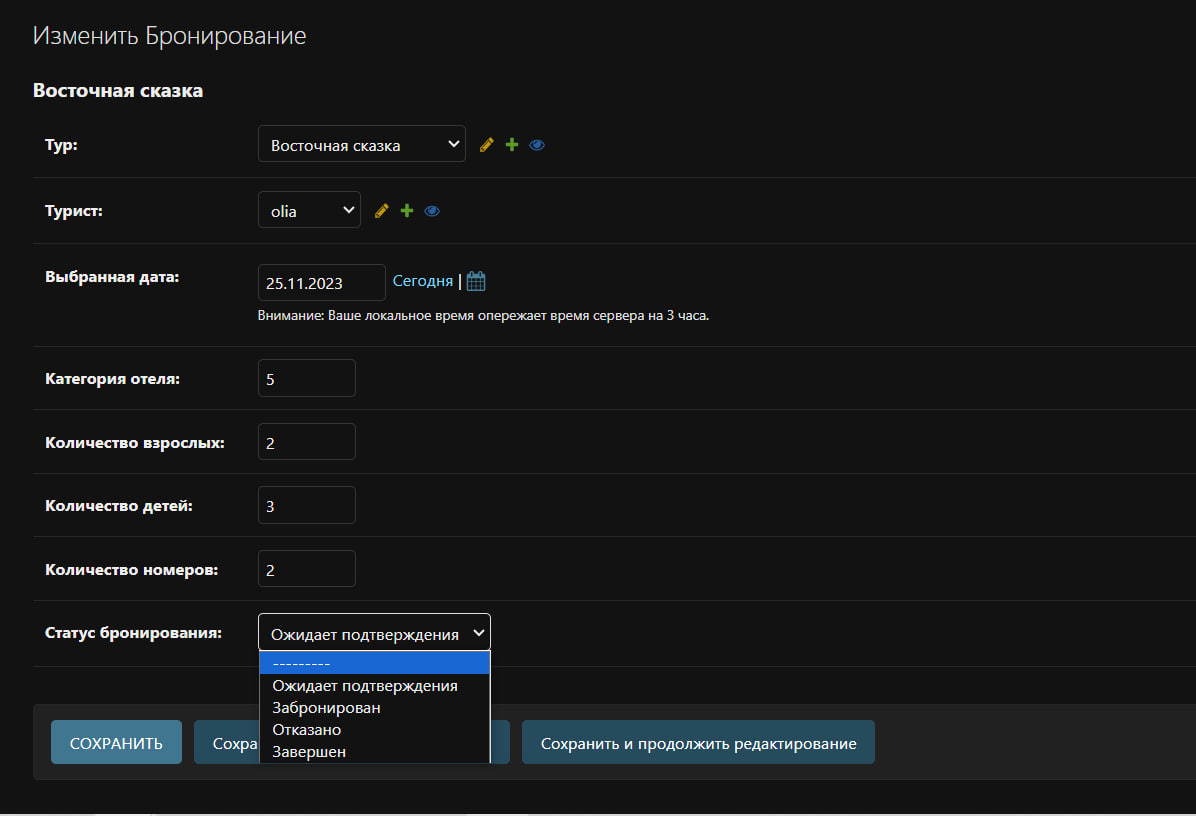 Изменить Бронирование
Восточная сказка
Тур: Восточная сказка
Турист: olia
Выбранная дата: 25.11.2023 Сегодня |
Внимание: Ваше локальное время опережает время сервера на 3 часа.
Категория отеля: 5
Количество взрослых: 2
Количество детей: 3
Количество номеров: 2
Статус бронирования: Ожидает подтверждения
---------
Ожидает подтверждения
Забронирован
Отказано
Завершен
СОХРАНИТЬ Сохра Сохранить и продолжить редактирование